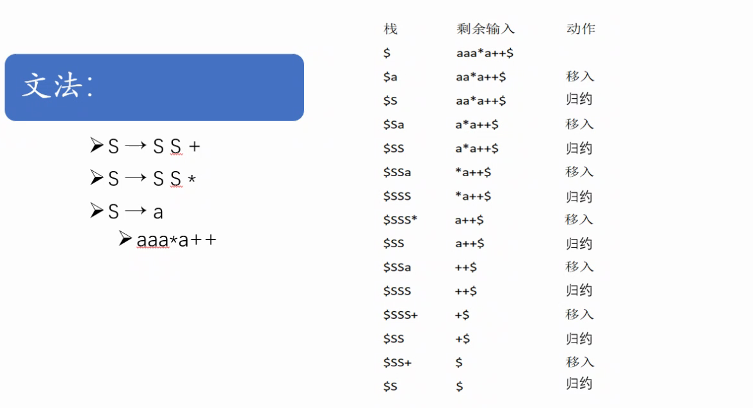 文法：
➢S → S S +
➢S → S S *
➢S → a
➢aaa*a++
栈 剩余输入 动作
$ aaa*a++$
$a aa*a++$ 移入
$S aa*a++$ 归约
$Sa a*a++$ 移入
$SS a*a++$ 归约
$SSa *a++$ 移入
$SSS *a++$ 归约
$SSS* a++$ 移入
$SS a++$ 归约
$SSa ++$ 移入
$SSS ++$ 归约
$SSS+ +$ 移入
$SS +$ 归约
$SS+ $ 移入
$S $ 归约